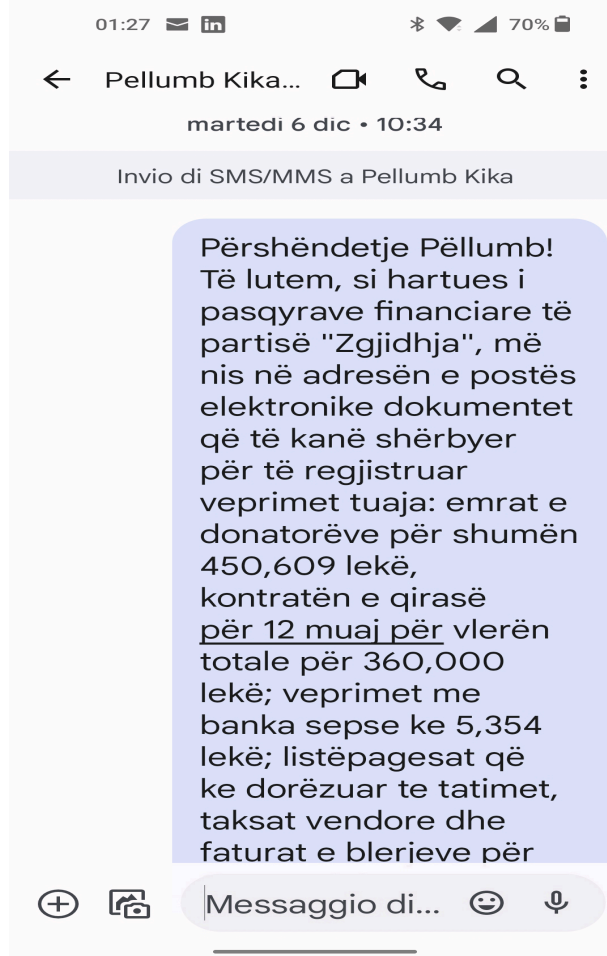 01:27 70%
Pellumb Kika...
martedì 6 dic • 10:34
Invio di SMS/MMS a Pellumb Kika
Përshëndetje Pëllumb!
Të lutem, si hartues i
pasqyrave financiare të
partisë "Zgjidhja", më
nis në adresën e postës
elektronike dokumentet
që të kanë shërbyer
për të regjistruar
veprimet tuaja: emrat e
donatorëve për shumën
450,609 lekë,
kontratën e qirasë
për 12 muaj për vlerën
totale për 360,000
lekë; veprimet me
banka sepse ke 5,354
lekë; listëpagesat që
ke dorëzuar te tatimet,
taksat vendore dhe
faturat e blerjeve për
Messaggio di...